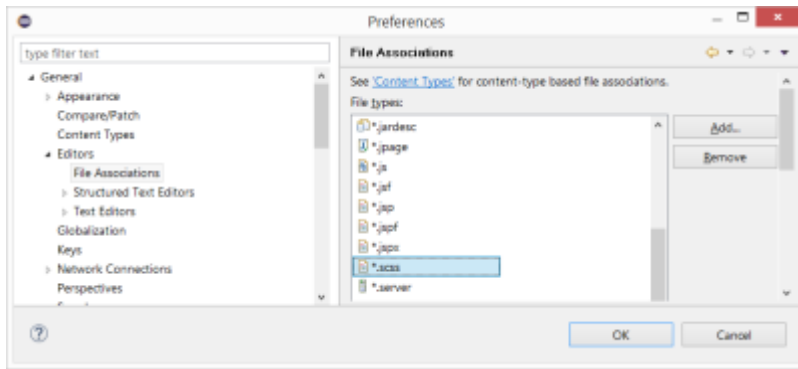 Preferences
type filter text
General
Appearance
Compare/Patch
Content Types
Editors
File Associations
Structured Text Editors
Text Editors
Globalization
Keys
Network Connections
Perspectives
File Associations
See 'Content Types' for content-type based file associations.
File types:
*.jardesc
*.jpage
*.js
*.jsf
*.jsp
*.jspf
*.jspx
*.scss
*.server
Add...
Remove
OK
Cancel